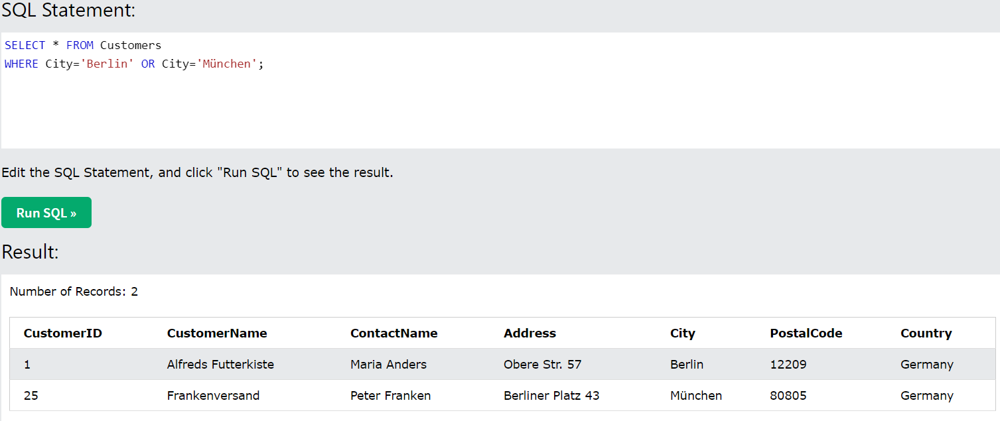 SQL Statement:
SELECT * FROM Customers
WHERE City='Berlin' OR City='München';
Edit the SQL Statement, and click "Run SQL" to see the result.
Run SQL »
Result:
Number of Records: 2
CustomerID CustomerName ContactName Address City PostalCode Country
1 Alfreds Futterkiste Maria Anders Obere Str. 57 Berlin 12209 Germany
25 Frankenversand Peter Franken Berliner Platz 43 München 80805 Germany